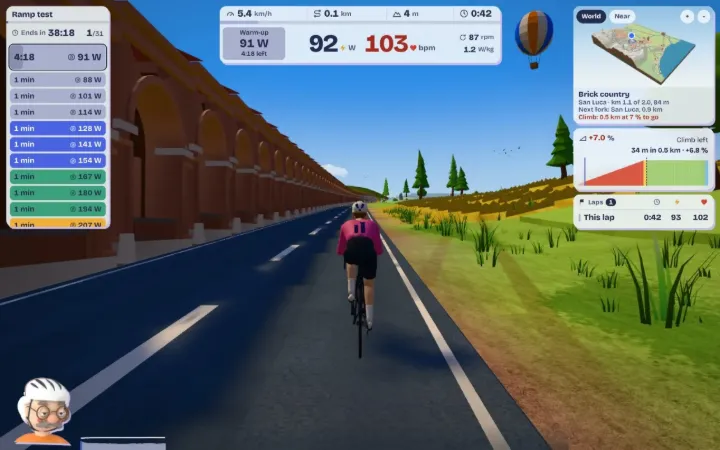 Ramp test
Ends in 38:18 1/31
4:18 91 W
1 min 88 W
1 min 101 W
1 min 114 W
1 min 128 W
1 min 141 W
1 min 154 W
1 min 167 W
1 min 180 W
1 min 194 W
1 min 207 W
5.4 km/h 0.1 km 4 m 0:42
Warm-up
91 W
4:18 left
92 W 103 bpm
87 rpm
1.2 W/kg
World Near + -
Brick country
San Luca · km 1.1 of 2.0, 84 m
Next fork: San Luca, 0.9 km
Climb: 0.5 km at 7 % to go
+7.0 % Climb left
34 m in 0.5 km · +6.8 %
Laps 1
This lap 0:42 93 102